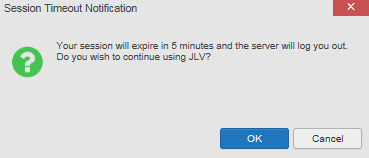 Session Timeout Notification
Your session will expire in 5 minutes and the server will log you out.
Do you wish to continue using JLV?
OK
Cancel